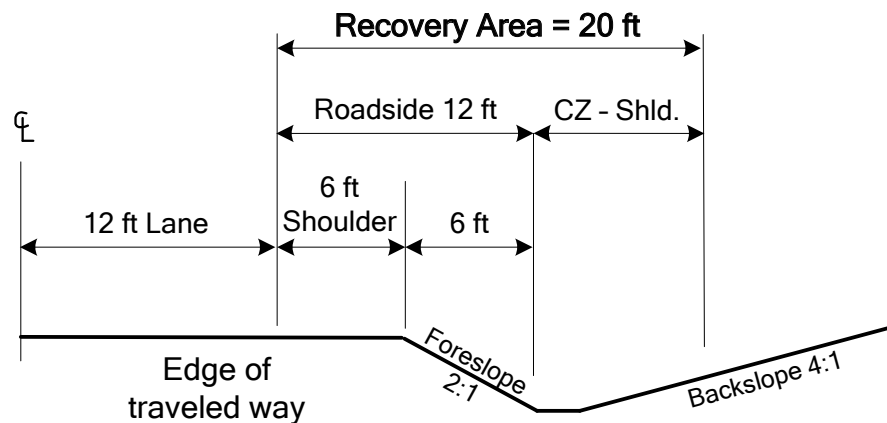 Recovery Area = 20 ft
Roadside 12 ft
CZ - Shld.
℄
6 ft
Shoulder
12 ft Lane
6 ft
Foreslope
2:1
Backslope 4:1
Edge of
traveled way